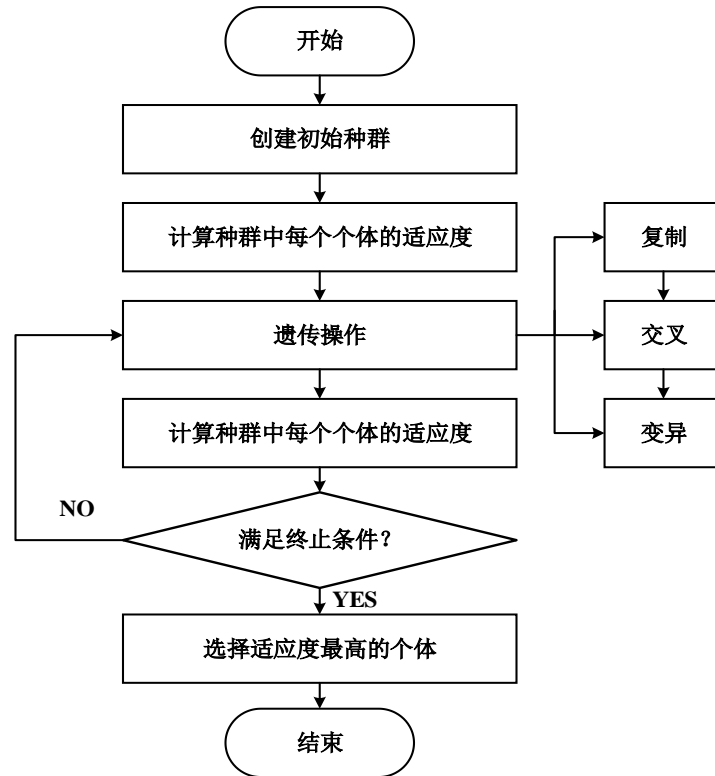 开始
创建初始种群
计算种群中每个个体的适应度
复制
遗传操作
交叉
计算种群中每个个体的适应度
变异
NO
满足终止条件?
YES
选择适应度最高的个体
结束